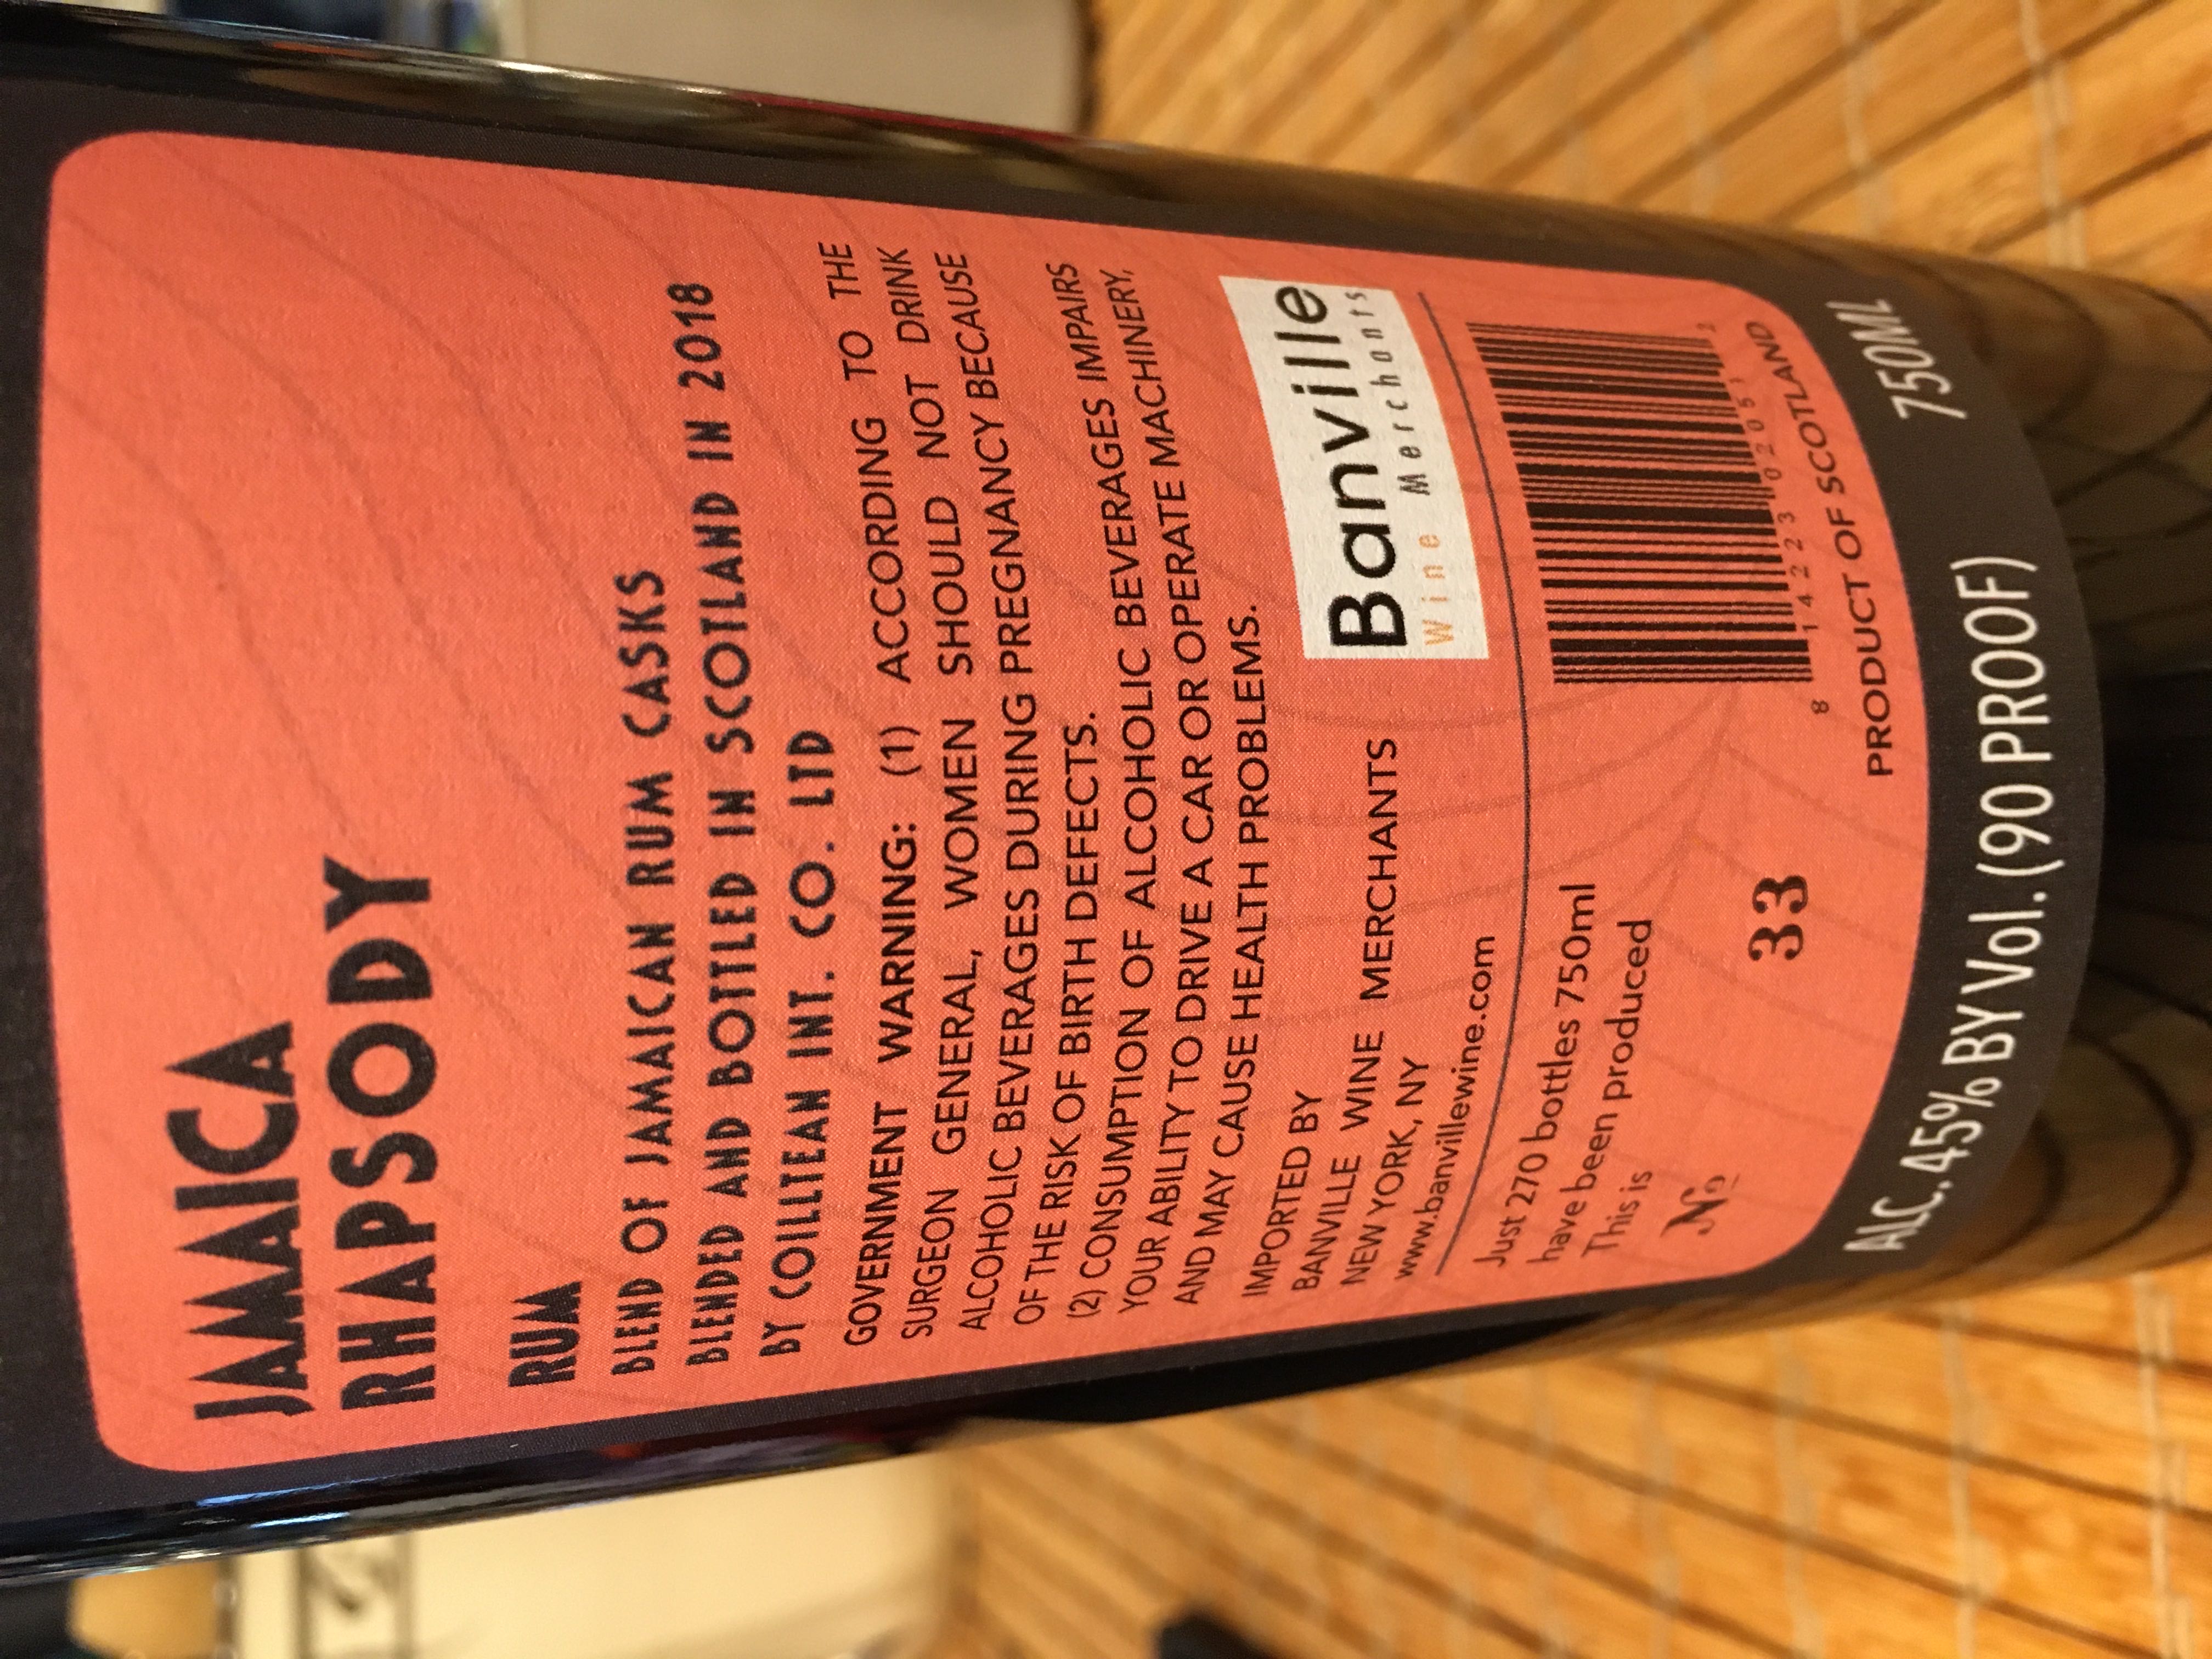 JAMAICA
RHAPSODY
RUM
BLEND OF JAMAICAN RUM CASKS
BLENDED AND BOTTLED IN SCOTLAND IN 2018
BY COILLTEAN INT. CO. LTD
GOVERNMENT WARNING: (1) ACCORDING TO THE
SURGEON GENERAL, WOMEN SHOULD NOT DRINK
ALCOHOLIC BEVERAGES DURING PREGNANCY BECAUSE
OF THE RISK OF BIRTH DEFECTS.
(2) CONSUMPTION OF ALCOHOLIC BEVERAGES IMPAIRS
YOUR ABILITY TO DRIVE A CAR OR OPERATE MACHINERY,
AND MAY CAUSE HEALTH PROBLEMS.
IMPORTED BY
BANVILLE WINE MERCHANTS
NEW YORK, NY
www.banvillewine.com
Banville
Wine Merchants
Just 270 bottles 750ml
have been produced
This is
No 33
8 14223 02051 2
PRODUCT OF SCOTLAND
ALC. 45% BY Vol. (90 PROOF) 750ML